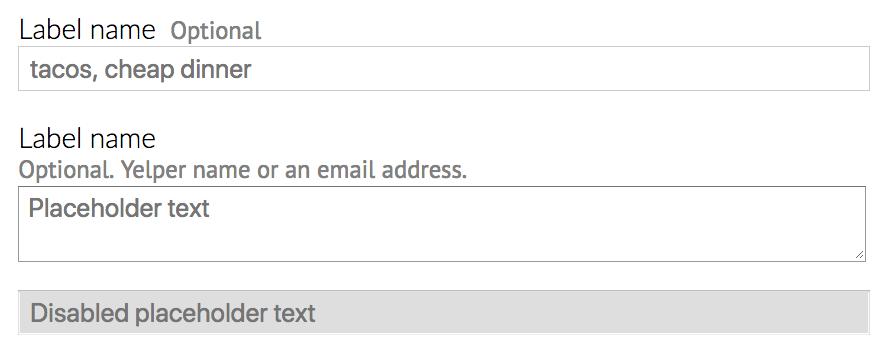 Label name Optional
tacos, cheap dinner
Label name
Optional. Yelper name or an email address.
Placeholder text
Disabled placeholder text